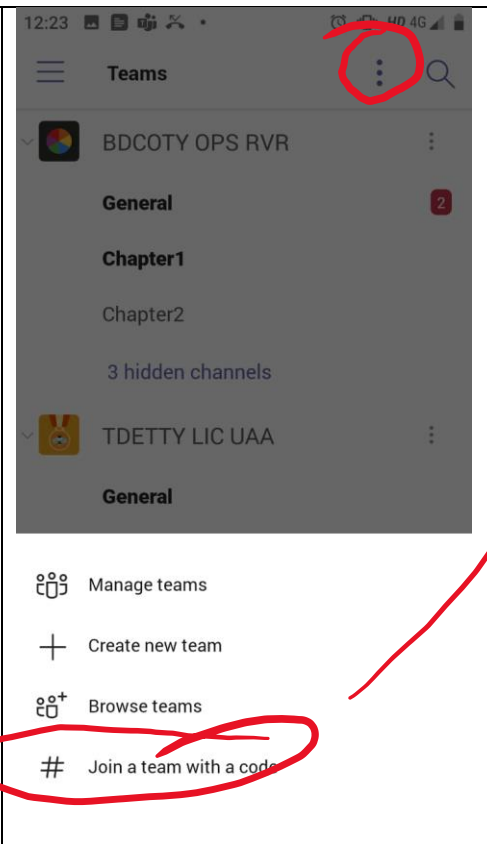 12:23 HD 4G
Teams
BDCOTY OPS RVR
General 2
Chapter1
Chapter2
3 hidden channels
TDETTY LIC UAA
General
Manage teams
Create new team
Browse teams
# Join a team with a code